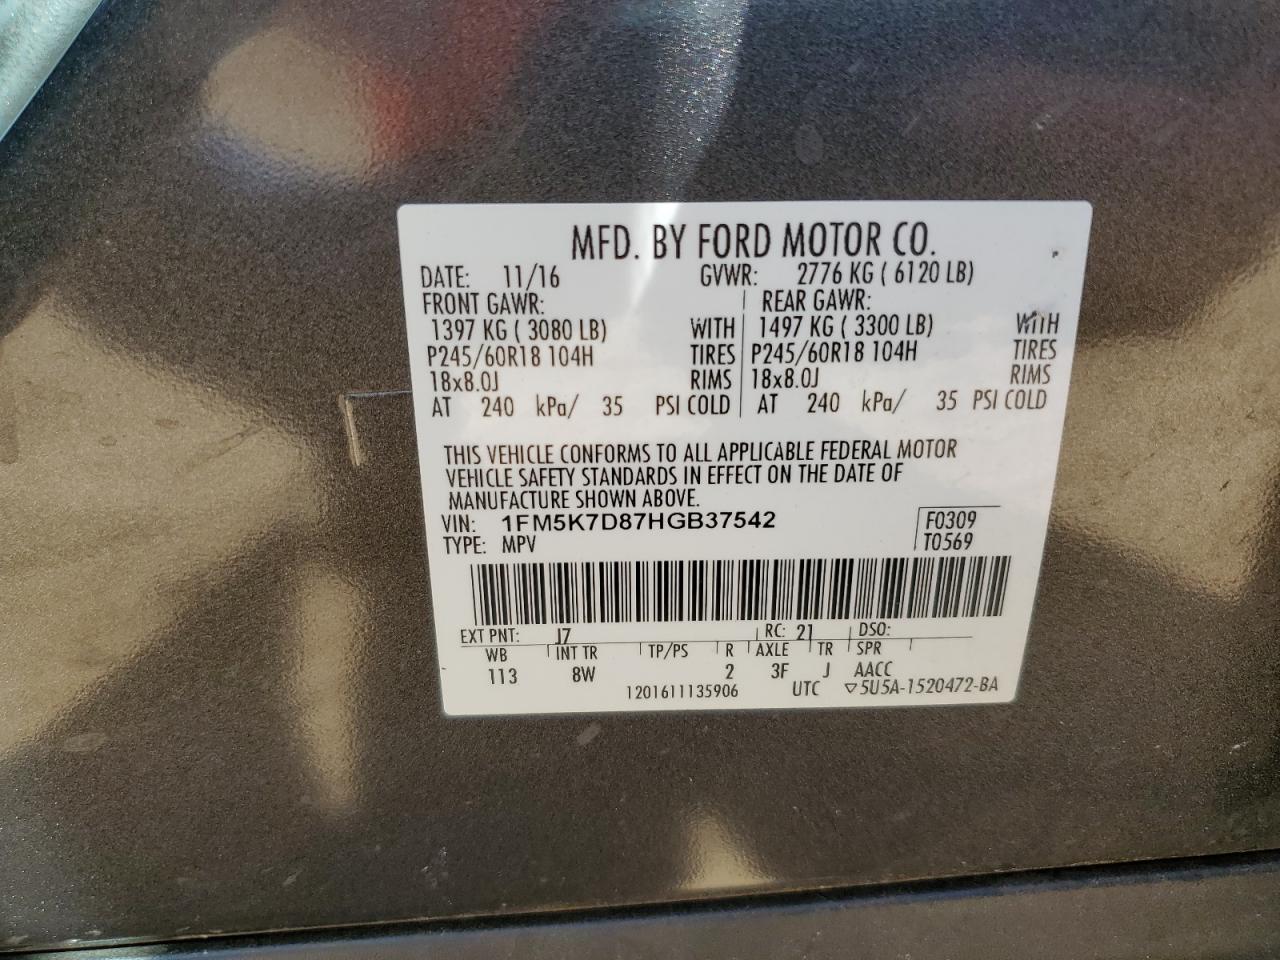 MFD. BY FORD MOTOR CO.
DATE: 11/16 GVWR: 2776 KG ( 6120 LB)
FRONT GAWR: REAR GAWR:
1397 KG ( 3080 LB) WITH 1497 KG ( 3300 LB) WITH
P245/60R18 104H TIRES P245/60R18 104H TIRES
18x8.0J RIMS 18x8.0J RIMS
AT 240 kPa/ 35 PSI COLD AT 240 kPa/ 35 PSI COLD
THIS VEHICLE CONFORMS TO ALL APPLICABLE FEDERAL MOTOR
VEHICLE SAFETY STANDARDS IN EFFECT ON THE DATE OF
MANUFACTURE SHOWN ABOVE.
VIN: 1FM5K7D87HGB37542 F0309
TYPE: MPV T0569
EXT PNT: J7 RC: 21 DSO:
WB INT TR TP/PS R AXLE TR SPR
113 8W 2 3F J AACC
1201611135906 UTC ▽5U5A-1520472-BA